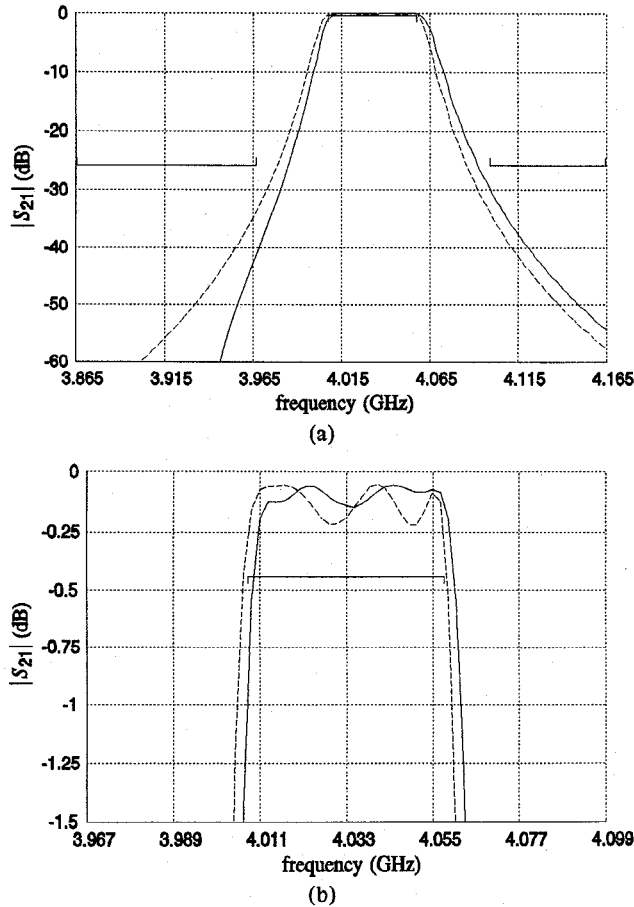 0
-10
-20
-30
-40
-50
-60
|S21| (dB)
3.865 3.915 3.965 4.015 4.065 4.115 4.165
frequency (GHz)
(a)
0
-0.25
-0.5
-0.75
-1
-1.25
-1.5
|S21| (dB)
3.967 3.989 4.011 4.033 4.055 4.077 4.099
frequency (GHz)
(b)